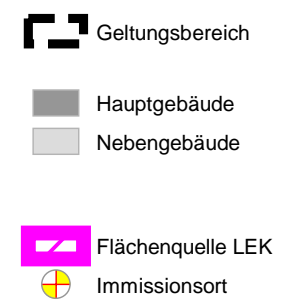 Geltungsbereich
Hauptgebäude
Nebengebäude
Flächenquelle LEK
Immissionsort